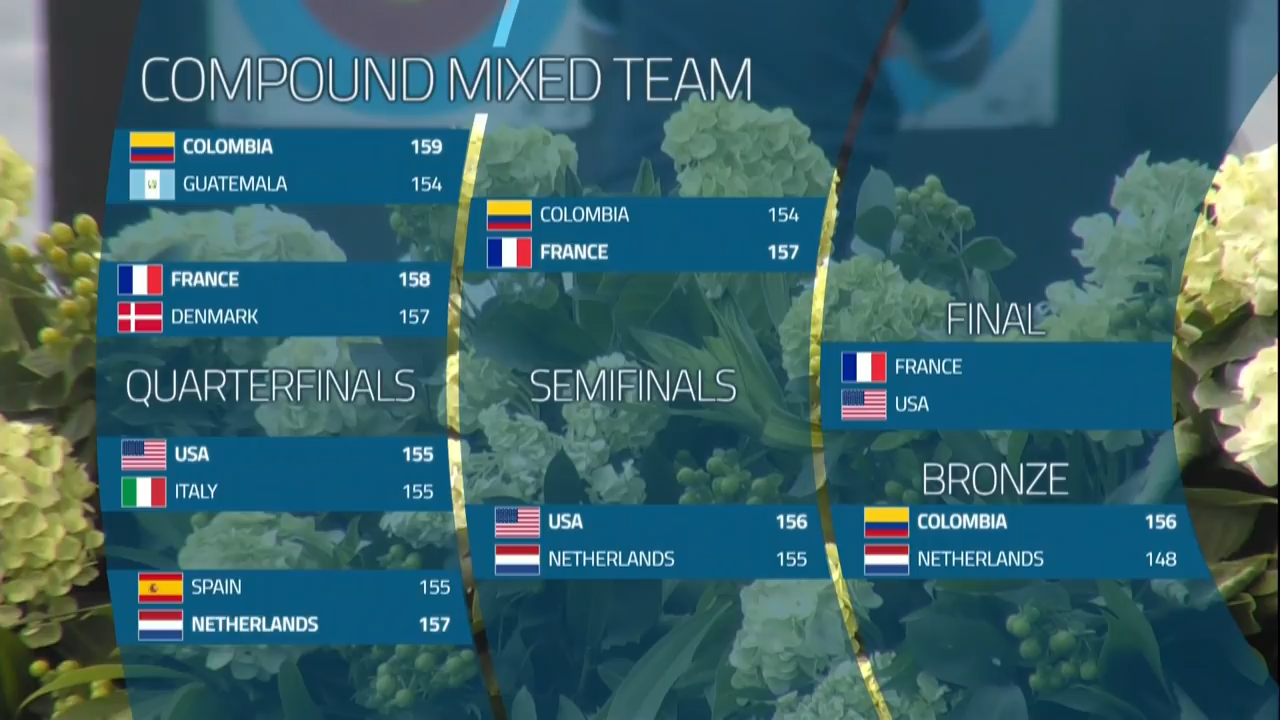 COMPOUND MIXED TEAM
COLOMBIA 159
GUATEMALA 154
FRANCE 158
DENMARK 157
QUARTERFINALS
USA 155
ITALY 155
SPAIN 155
NETHERLANDS 157
COLOMBIA 154
FRANCE 157
SEMIFINALS
USA 156
NETHERLANDS 155
FINAL
FRANCE
USA
BRONZE
COLOMBIA 156
NETHERLANDS 148